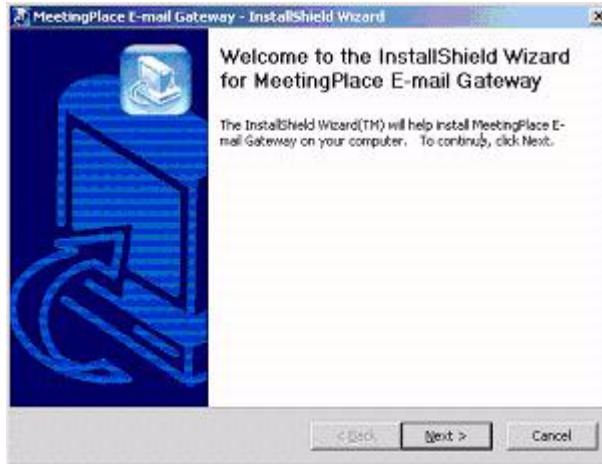 MeetingPlace E-mail Gateway - InstallShield Wizard
Welcome to the InstallShield Wizard
for MeetingPlace E-mail Gateway
The InstallShield Wizard(TM) will help install MeetingPlace E-
mail Gateway on your computer. To continue, click Next.
< Back
Next >
Cancel